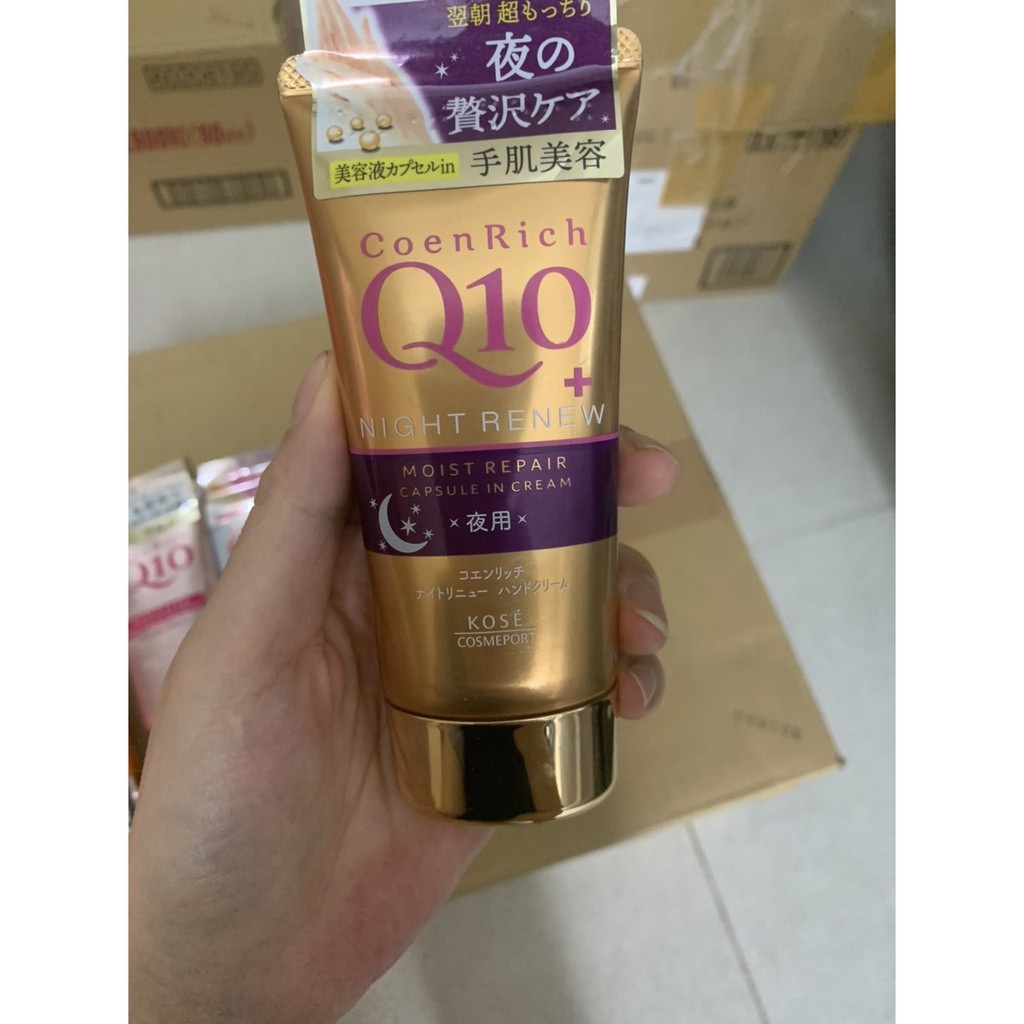 翌朝 超もっちり
夜の
贅沢ケア
美容液カプセルin 手肌美容
CoenRich
Q10
+
NIGHT RENEW
MOIST REPAIR
CAPSULE IN CREAM
夜用
コエンリッチ
ナイトリニュー ハンドクリーム
KOSÉ
COSMEPORT
Q10